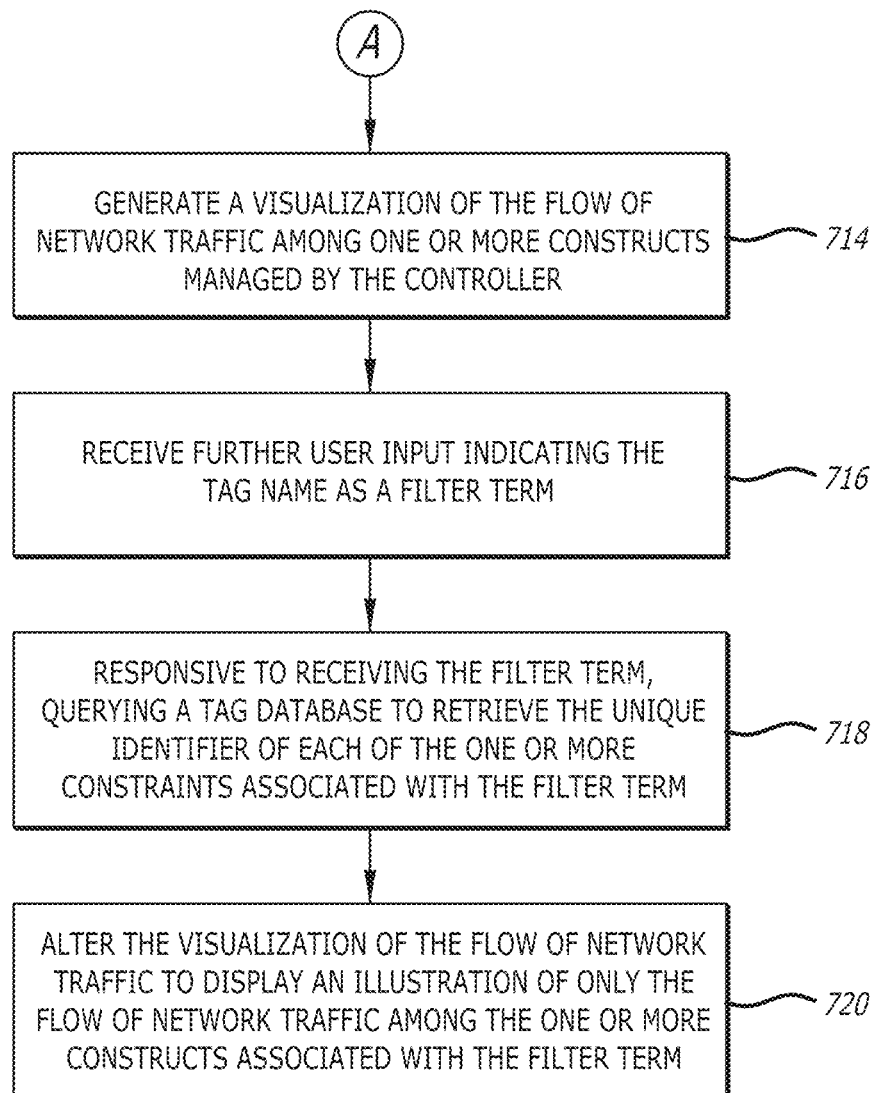 A
GENERATE A VISUALIZATION OF THE FLOW OF
NETWORK TRAFFIC AMONG ONE OR MORE CONSTRUCTS
MANAGED BY THE CONTROLLER
714
RECEIVE FURTHER USER INPUT INDICATING THE
TAG NAME AS A FILTER TERM
716
RESPONSIVE TO RECEIVING THE FILTER TERM,
QUERYING A TAG DATABASE TO RETRIEVE THE UNIQUE
IDENTIFIER OF EACH OF THE ONE OR MORE
CONSTRAINTS ASSOCIATED WITH THE FILTER TERM
718
ALTER THE VISUALIZATION OF THE FLOW OF NETWORK
TRAFFIC TO DISPLAY AN ILLUSTRATION OF ONLY THE
FLOW OF NETWORK TRAFFIC AMONG THE ONE OR MORE
CONSTRUCTS ASSOCIATED WITH THE FILTER TERM
720